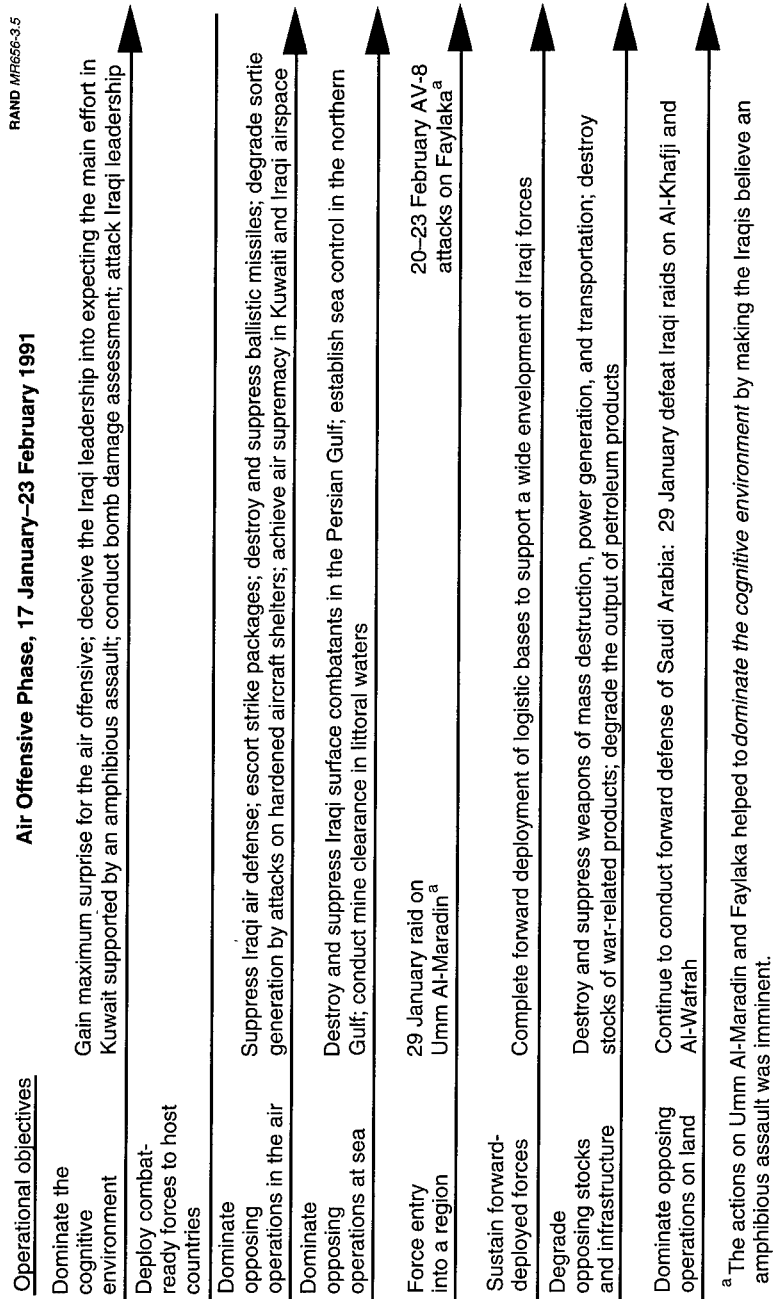 RAND MR656-3.5
Air Offensive Phase, 17 January–23 February 1991
Operational objectives
Dominate the
cognitive
environment
Gain maximum surprise for the air offensive; deceive the Iraqi leadership into expecting the main effort in
Kuwait supported by an amphibious assault; conduct bomb damage assessment; attack Iraqi leadership
Deploy combat-
ready forces to host
countries
Dominate
opposing
operations in the air
Suppress Iraqi air defense; escort strike packages; destroy and suppress ballistic missiles; degrade sortie
generation by attacks on hardened aircraft shelters; achieve air supremacy in Kuwaiti and Iraqi airspace
Dominate
opposing
operations at sea
Destroy and suppress Iraqi surface combatants in the Persian Gulf; establish sea control in the northern
Gulf; conduct mine clearance in littoral waters
Force entry
into a region
29 January raid on
Umm Al-Maradin a
20–23 February AV-8
attacks on Faylaka a
Sustain forward-
deployed forces
Complete forward deployment of logistic bases to support a wide envelopment of Iraqi forces
Degrade
opposing stocks
and infrastructure
Destroy and suppress weapons of mass destruction, power generation, and transportation; destroy
stocks of war-related products; degrade the output of petroleum products
Dominate opposing
operations on land
Continue to conduct forward defense of Saudi Arabia: 29 January defeat Iraqi raids on Al-Khafji and
Al-Wafrah
a The actions on Umm Al-Maradin and Faylaka helped to dominate the cognitive environment by making the Iraqis believe an
amphibious assault was imminent.